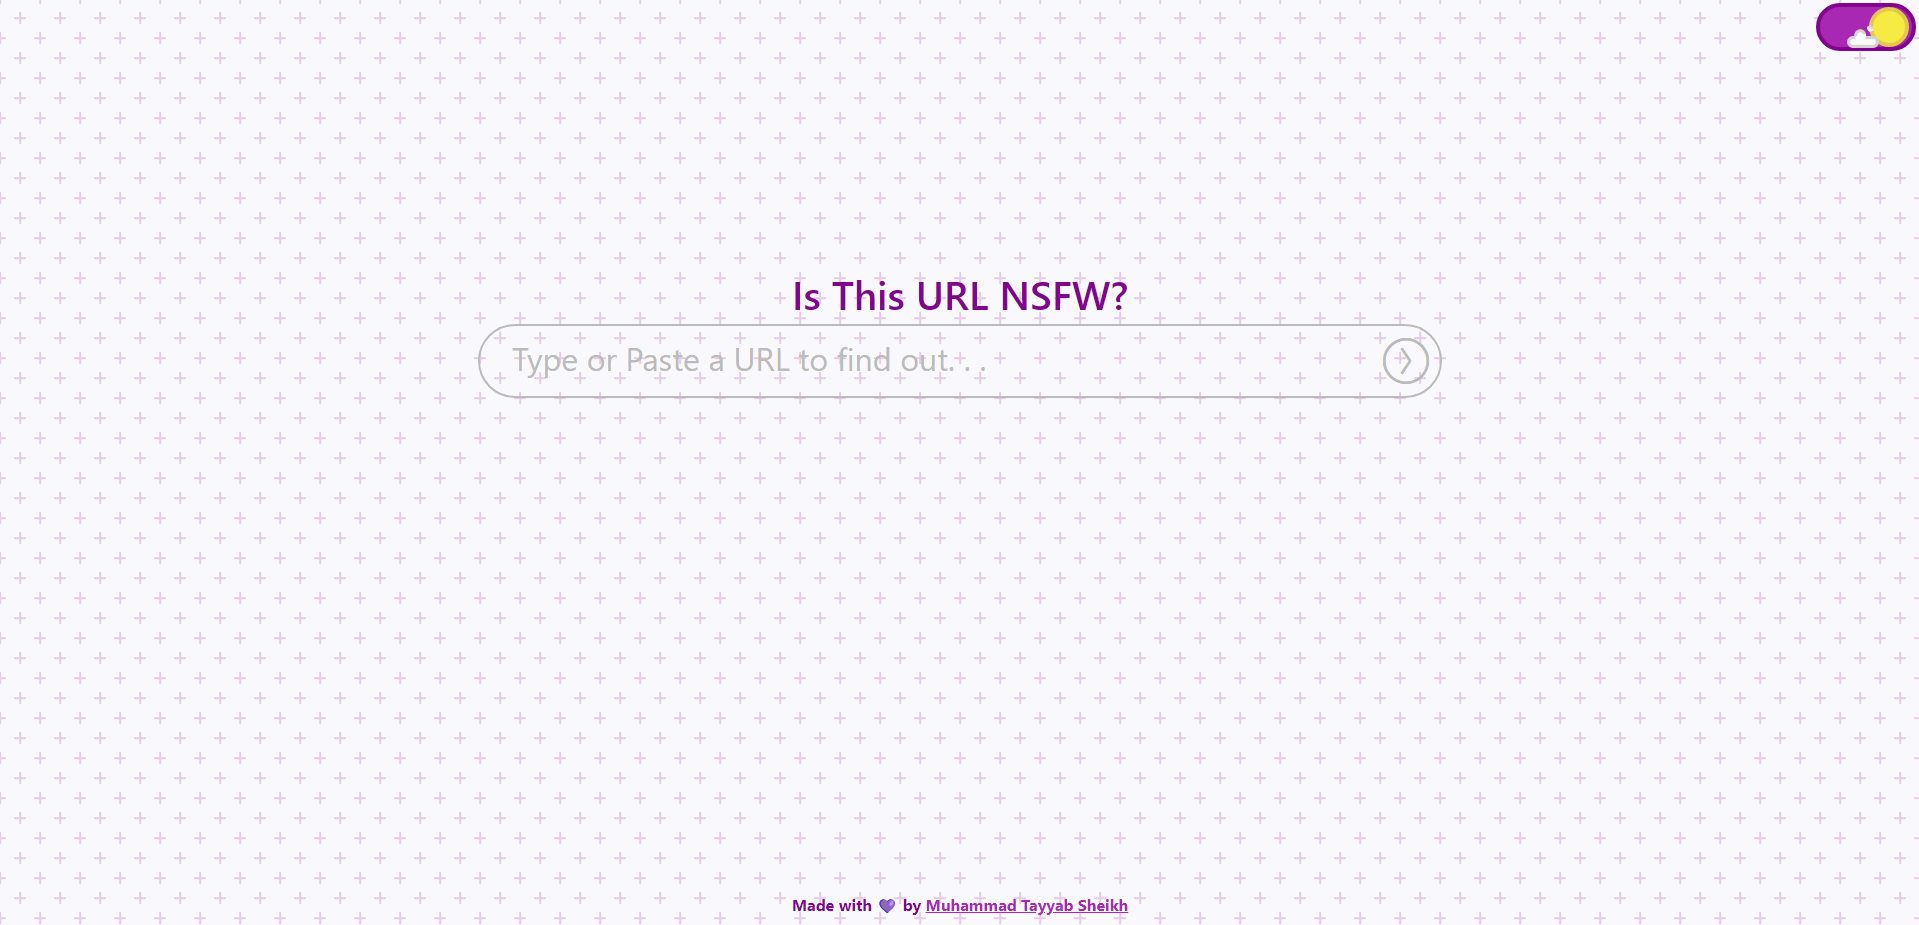 Is This URL NSFW?
Type or Paste a URL to find out. . .
Made with 💜 by Muhammad Tayyab Sheikh